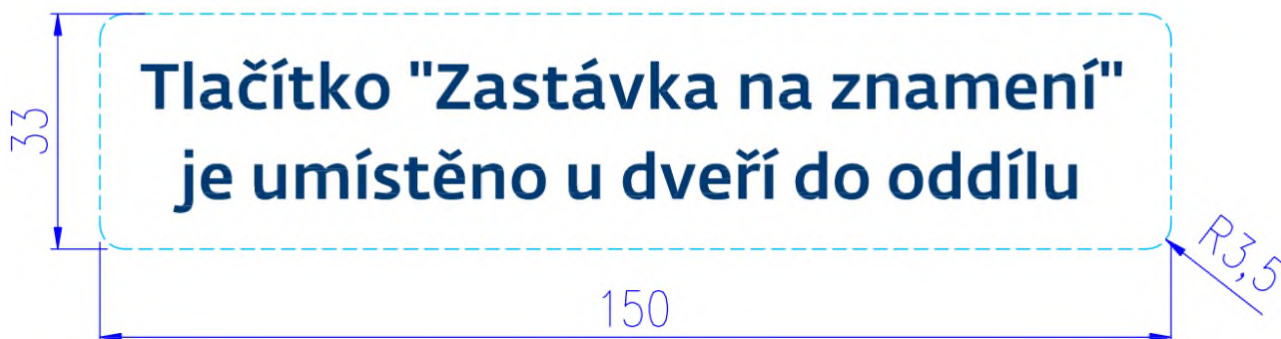 Tlačítko "Zastávka na znamení"
je umístěno u dveří do oddílu
33
150
R3,5